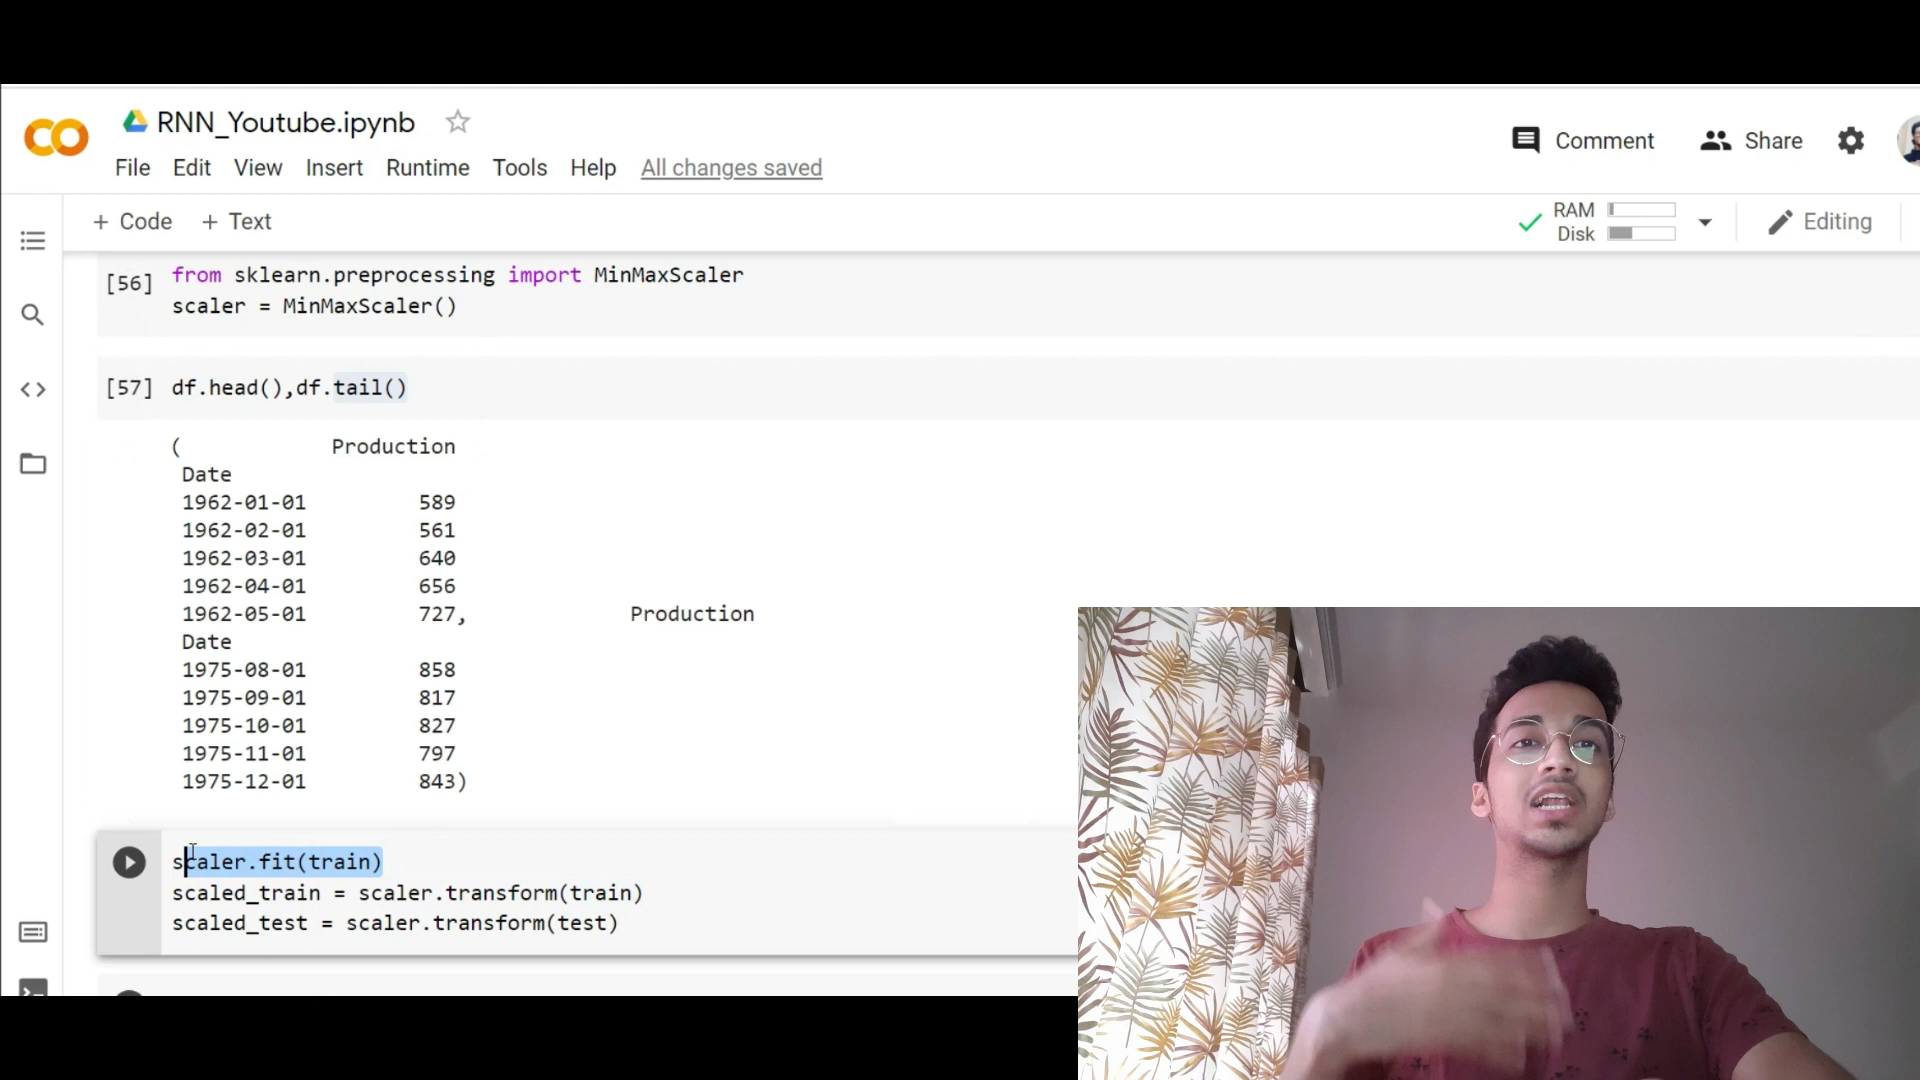 RNN_Youtube.ipynb
File Edit View Insert Runtime Tools Help All changes saved
Comment Share
+ Code + Text
RAM
Disk
Editing
[56] from sklearn.preprocessing import MinMaxScaler
scaler = MinMaxScaler()
[57] df.head(),df.tail()
( Production
Date
1962-01-01 589
1962-02-01 561
1962-03-01 640
1962-04-01 656
1962-05-01 727, Production
Date
1975-08-01 858
1975-09-01 817
1975-10-01 827
1975-11-01 797
1975-12-01 843)
scaler.fit(train)
scaled_train = scaler.transform(train)
scaled_test = scaler.transform(test)